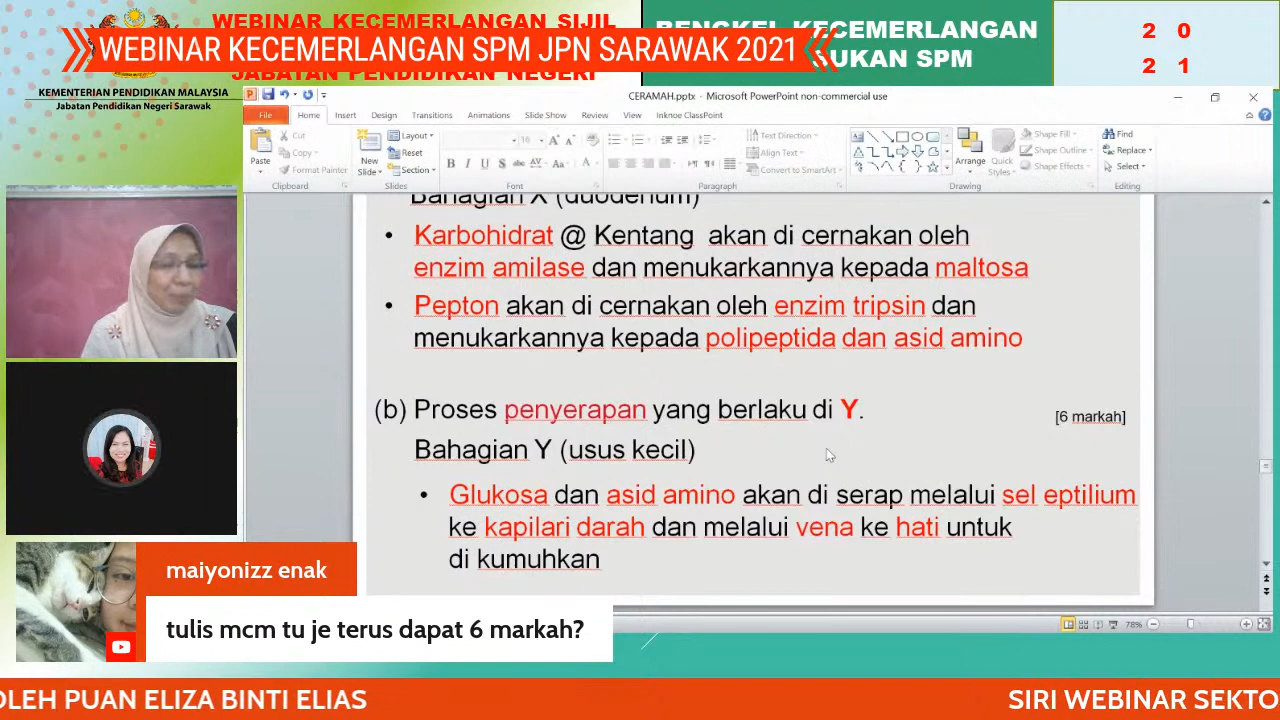 WEBINAR KECEMERLANGAN SIJIL
WEBINAR KECEMERLANGAN SPM JPN SARAWAK 2021
JABATAN PENDIDIKAN NEGERI
BENGKEL KECEMERLANGAN
SUKAN SPM
2 0
2 1
KEMENTERIAN PENDIDIKAN MALAYSIA
Jabatan Pendidikan Negeri Sarawak
CERAMAH.pptx - Microsoft PowerPoint non-commercial use
File Home Insert Design Transitions Animations Slide Show Review View Inknoe ClassPoint
Paste
Cut
Copy
Format Painter
Clipboard
New
Slide
Layout
Reset
Section
Slides
16
Font
Paragraph
Text Direction
Align Text
Convert to SmartArt
Arrange
Quick
Styles
Shape Fill
Shape Outline
Shape Effects
Drawing
Find
Replace
Select
Editing
Bahagian X (duodenum)
• Karbohidrat @ Kentang akan di cernakan oleh
enzim amilase dan menukarkannya kepada maltosa
• Pepton akan di cernakan oleh enzim tripsin dan
menukarkannya kepada polipeptida dan asid amino
(b) Proses penyerapan yang berlaku di Y.
[6 markah]
Bahagian Y (usus kecil)
• Glukosa dan asid amino akan di serap melalui sel eptilium
ke kapilari darah dan melalui vena ke hati untuk
di kumuhkan
78%
maiyonizz enak
tulis mcm tu je terus dapat 6 markah?
OLEH PUAN ELIZA BINTI ELIAS
SIRI WEBINAR SEKTO